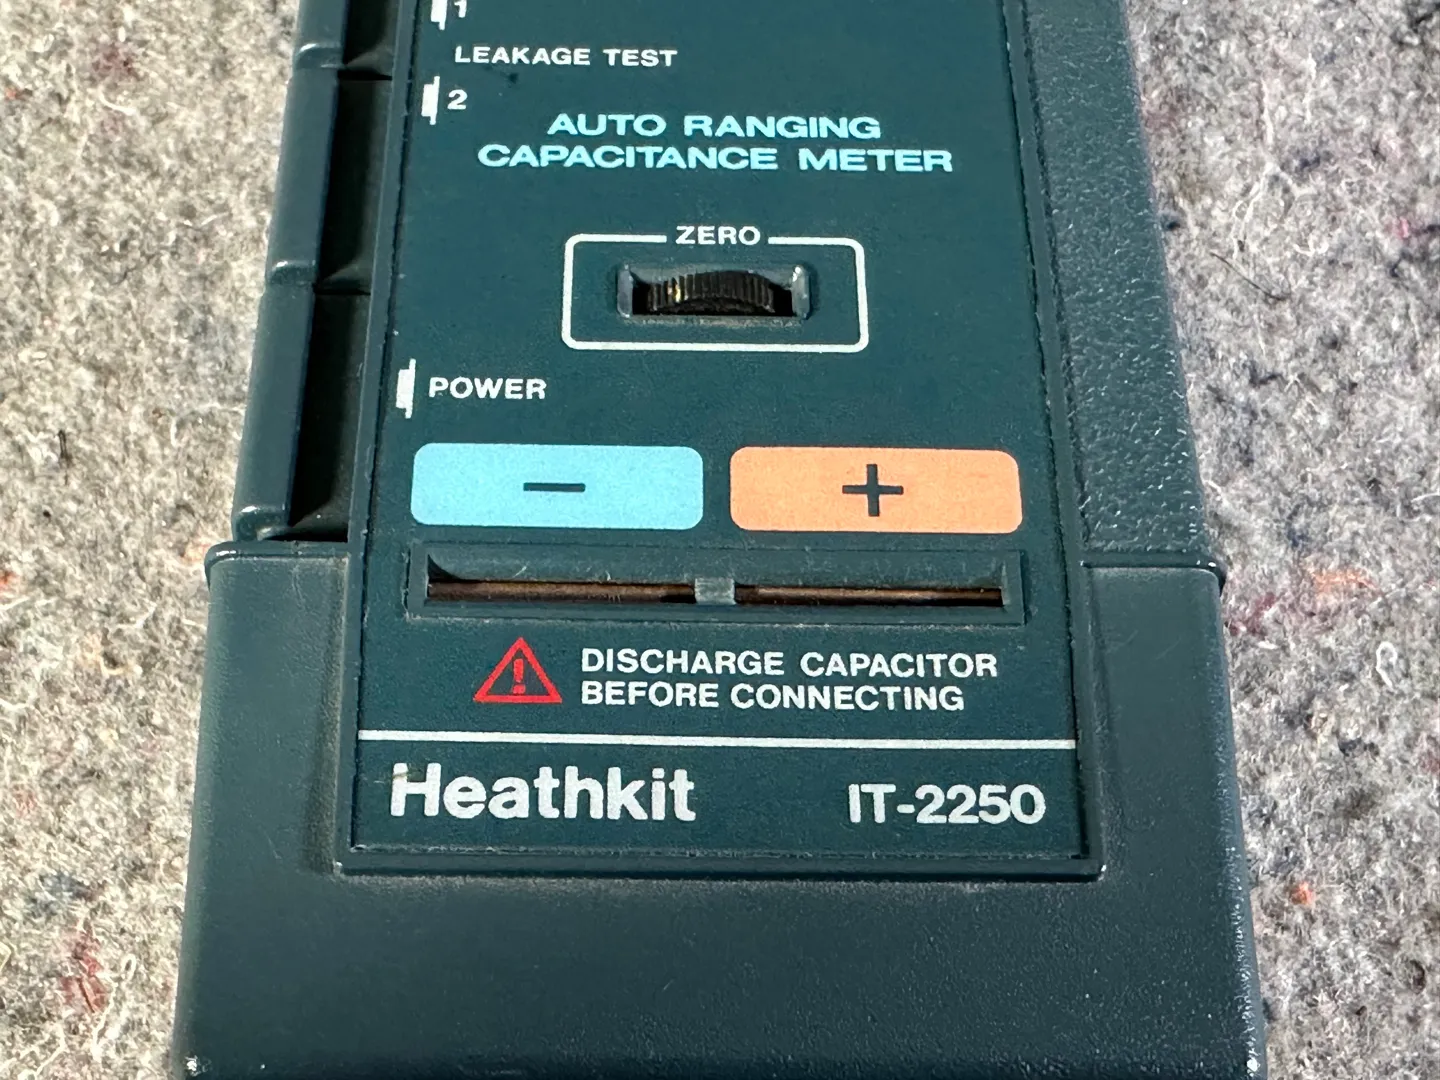 1
LEAKAGE TEST
2
AUTO RANGING
CAPACITANCE METER
ZERO
POWER
− +
!
DISCHARGE CAPACITOR
BEFORE CONNECTING
Heathkit IT-2250